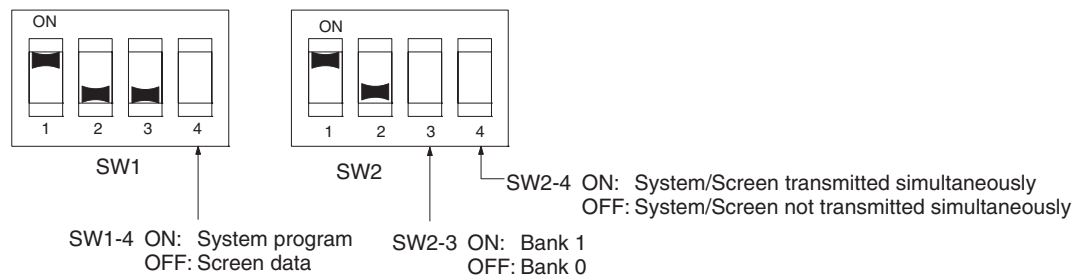 ON
1 2 3 4
SW1
ON
1 2 3 4
SW2
SW2-4 ON: System/Screen transmitted simultaneously
OFF: System/Screen not transmitted simultaneously
SW1-4 ON: System program
OFF: Screen data
SW2-3 ON: Bank 1
OFF: Bank 0